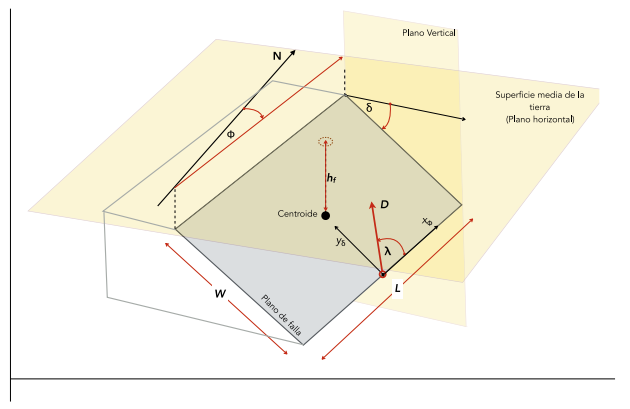 Plano Vertical
N
Superficie media de la
tierra
(Plano horizontal)
δ
Φ
h_f
D
Centroide
x_Φ
y_δ
λ
W
L
Plano de falla